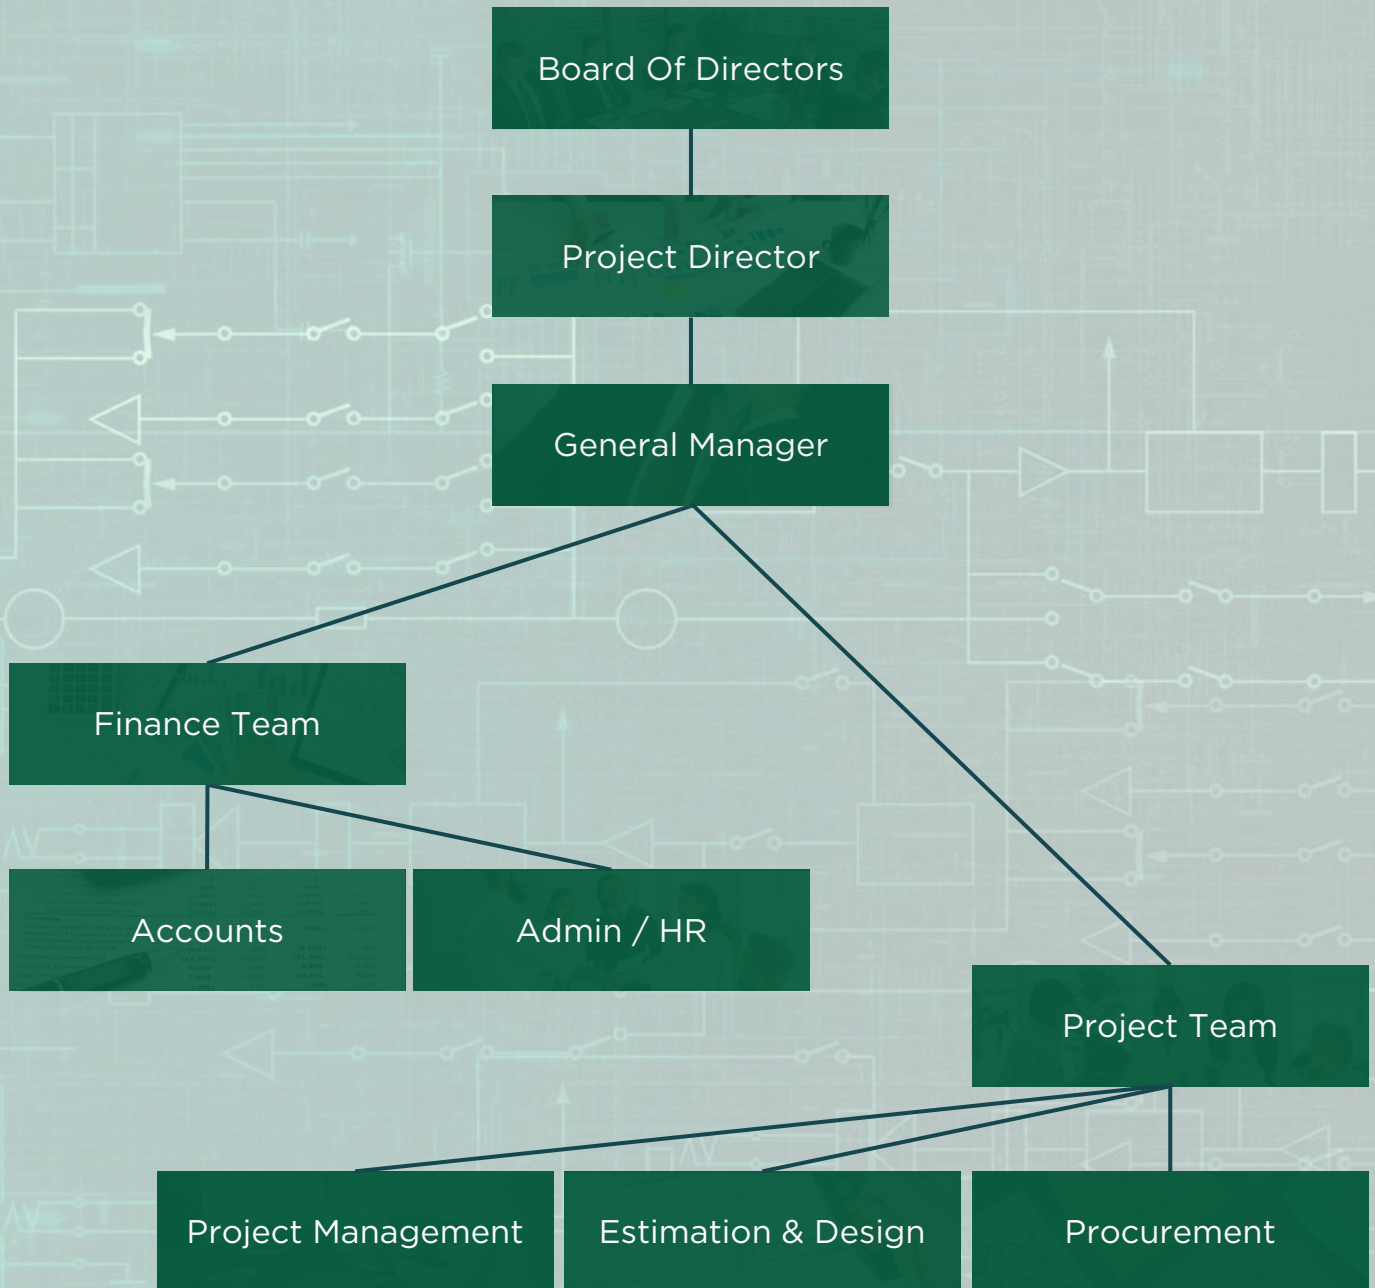 Board Of Directors
Project Director
General Manager
Finance Team
Accounts
Admin / HR
Project Team
Project Management
Estimation & Design
Procurement